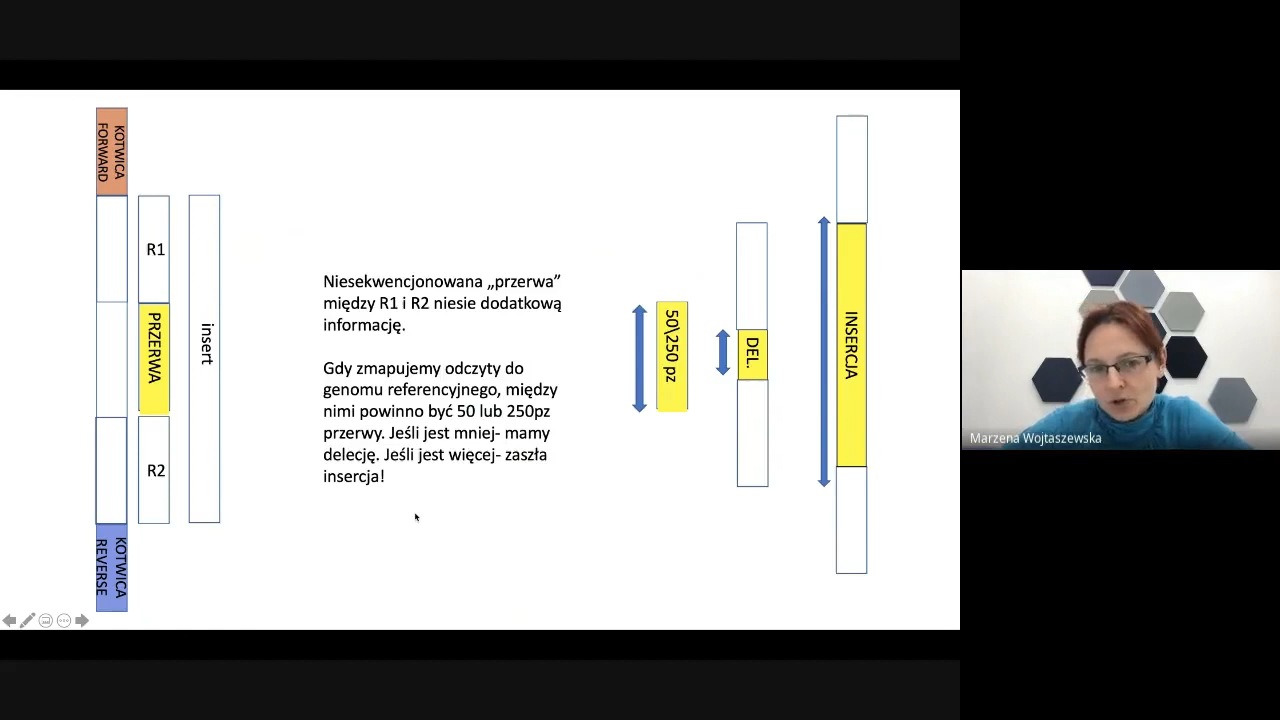 KOTWICA
FORWARD
R1
PRZERWA
R2
insert
KOTWICA
REVERSE
Niesekwencjonowana „przerwa”
między R1 i R2 niesie dodatkową
informację.
Gdy zmapujemy odczyty do
genomu referencyjnego, między
nimi powinno być 50 lub 250pz
przerwy. Jeśli jest mniej- mamy
delecję. Jeśli jest więcej- zaszła
insercja!
50\250 pz
DEL.
INSERCJA
Marzena Wojtaszewska